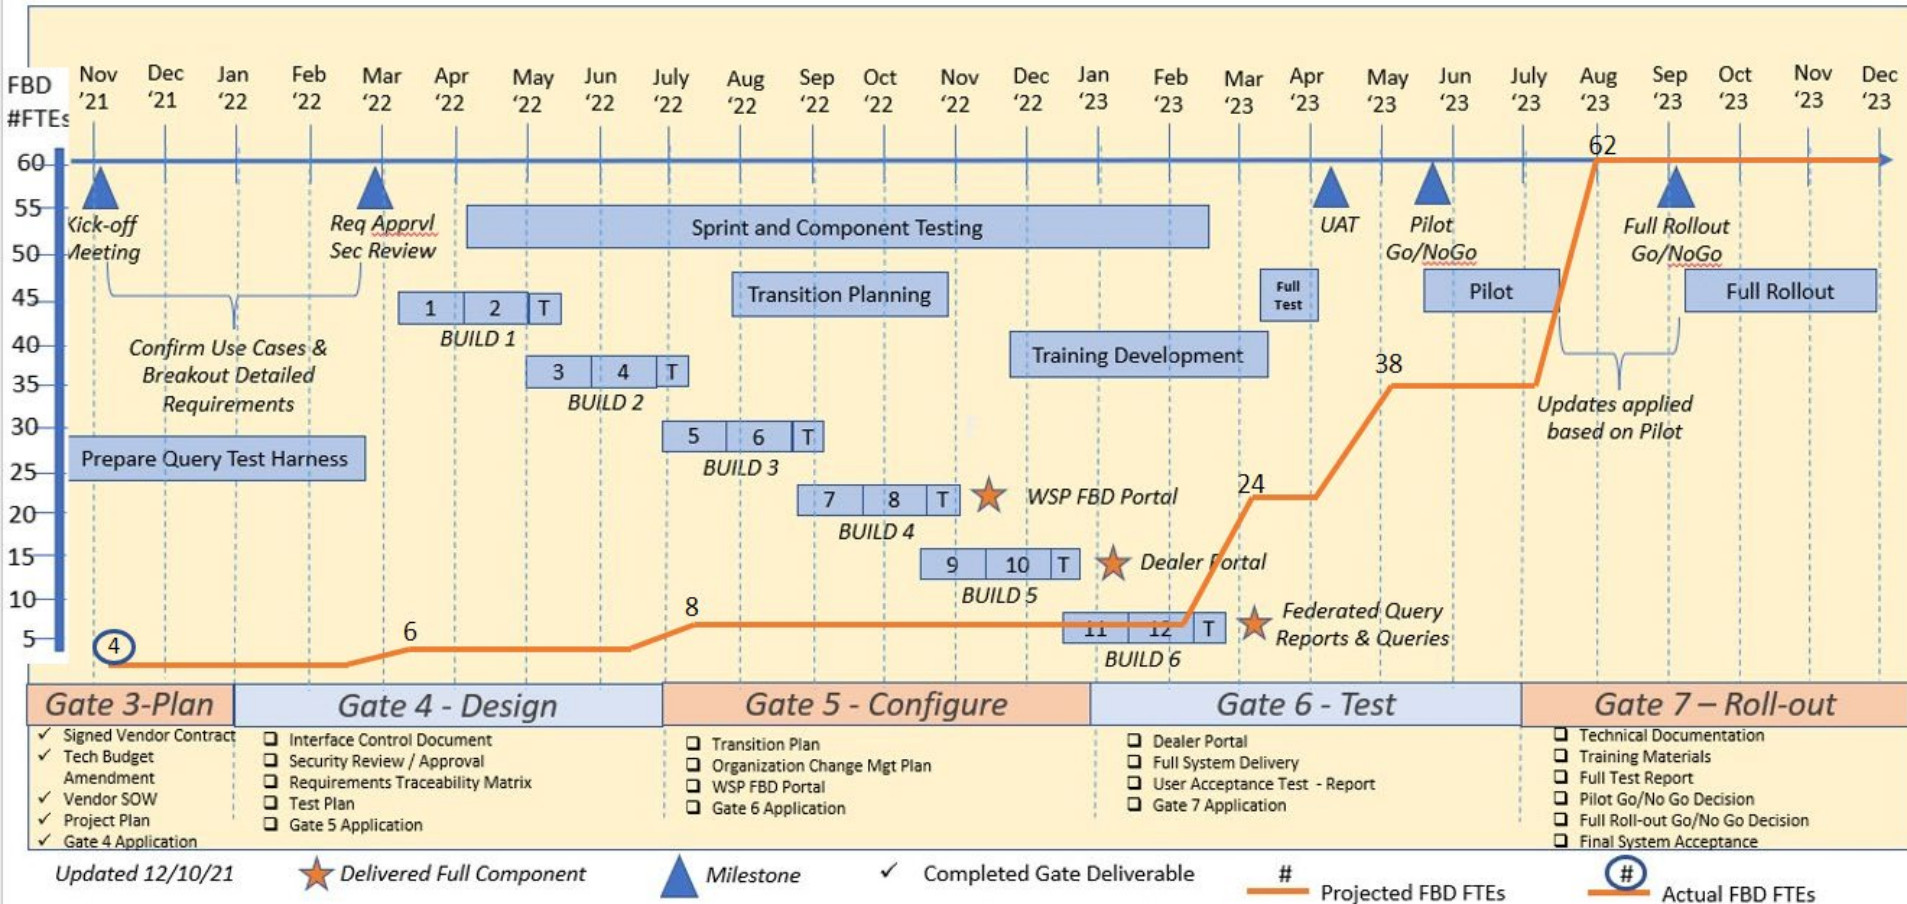 FBD
#FTEs
Nov Dec Jan Feb Mar Apr May Jun July Aug Sep Oct Nov Dec Jan Feb Mar Apr May Jun July Aug Sep Oct Nov Dec
'21 '21 '22 '22 '22 '22 '22 '22 '22 '22 '22 '22 '22 '22 '23 '23 '23 '23 '23 '23 '23 '23 '23 '23 '23 '23
60
55
50
45
40
35
30
25
20
15
10
5
Kick-off
Meeting
Req Apprvl
Sec Review
Sprint and Component Testing
UAT
Pilot
Go/NoGo
62
Full Rollout
Go/NoGo
Transition Planning
Full
Test
Pilot
Full Rollout
1 2 T
BUILD 1
Confirm Use Cases &
Breakout Detailed
Requirements
Training Development
38
3 4 T
BUILD 2
Updates applied
based on Pilot
5 6 T
BUILD 3
Prepare Query Test Harness
7 8 T
BUILD 4
WSP FBD Portal
24
9 10 T
BUILD 5
Dealer Portal
4
6
8
11 12 T
BUILD 6
Federated Query
Reports & Queries
Gate 3-Plan
✓ Signed Vendor Contract
✓ Tech Budget
Amendment
✓ Vendor SOW
✓ Project Plan
✓ Gate 4 Application
Gate 4 - Design
❑ Interface Control Document
❑ Security Review / Approval
❑ Requirements Traceability Matrix
❑ Test Plan
❑ Gate 5 Application
Gate 5 - Configure
❑ Transition Plan
❑ Organization Change Mgt Plan
❑ WSP FBD Portal
❑ Gate 6 Application
Gate 6 - Test
❑ Dealer Portal
❑ Full System Delivery
❑ User Acceptance Test - Report
❑ Gate 7 Application
Gate 7 – Roll-out
❑ Technical Documentation
❑ Training Materials
❑ Full Test Report
❑ Pilot Go/No Go Decision
❑ Full Roll-out Go/No Go Decision
❑ Final System Acceptance
Updated 12/10/21
Delivered Full Component
Milestone
✓ Completed Gate Deliverable
#
Projected FBD FTEs
#
Actual FBD FTEs